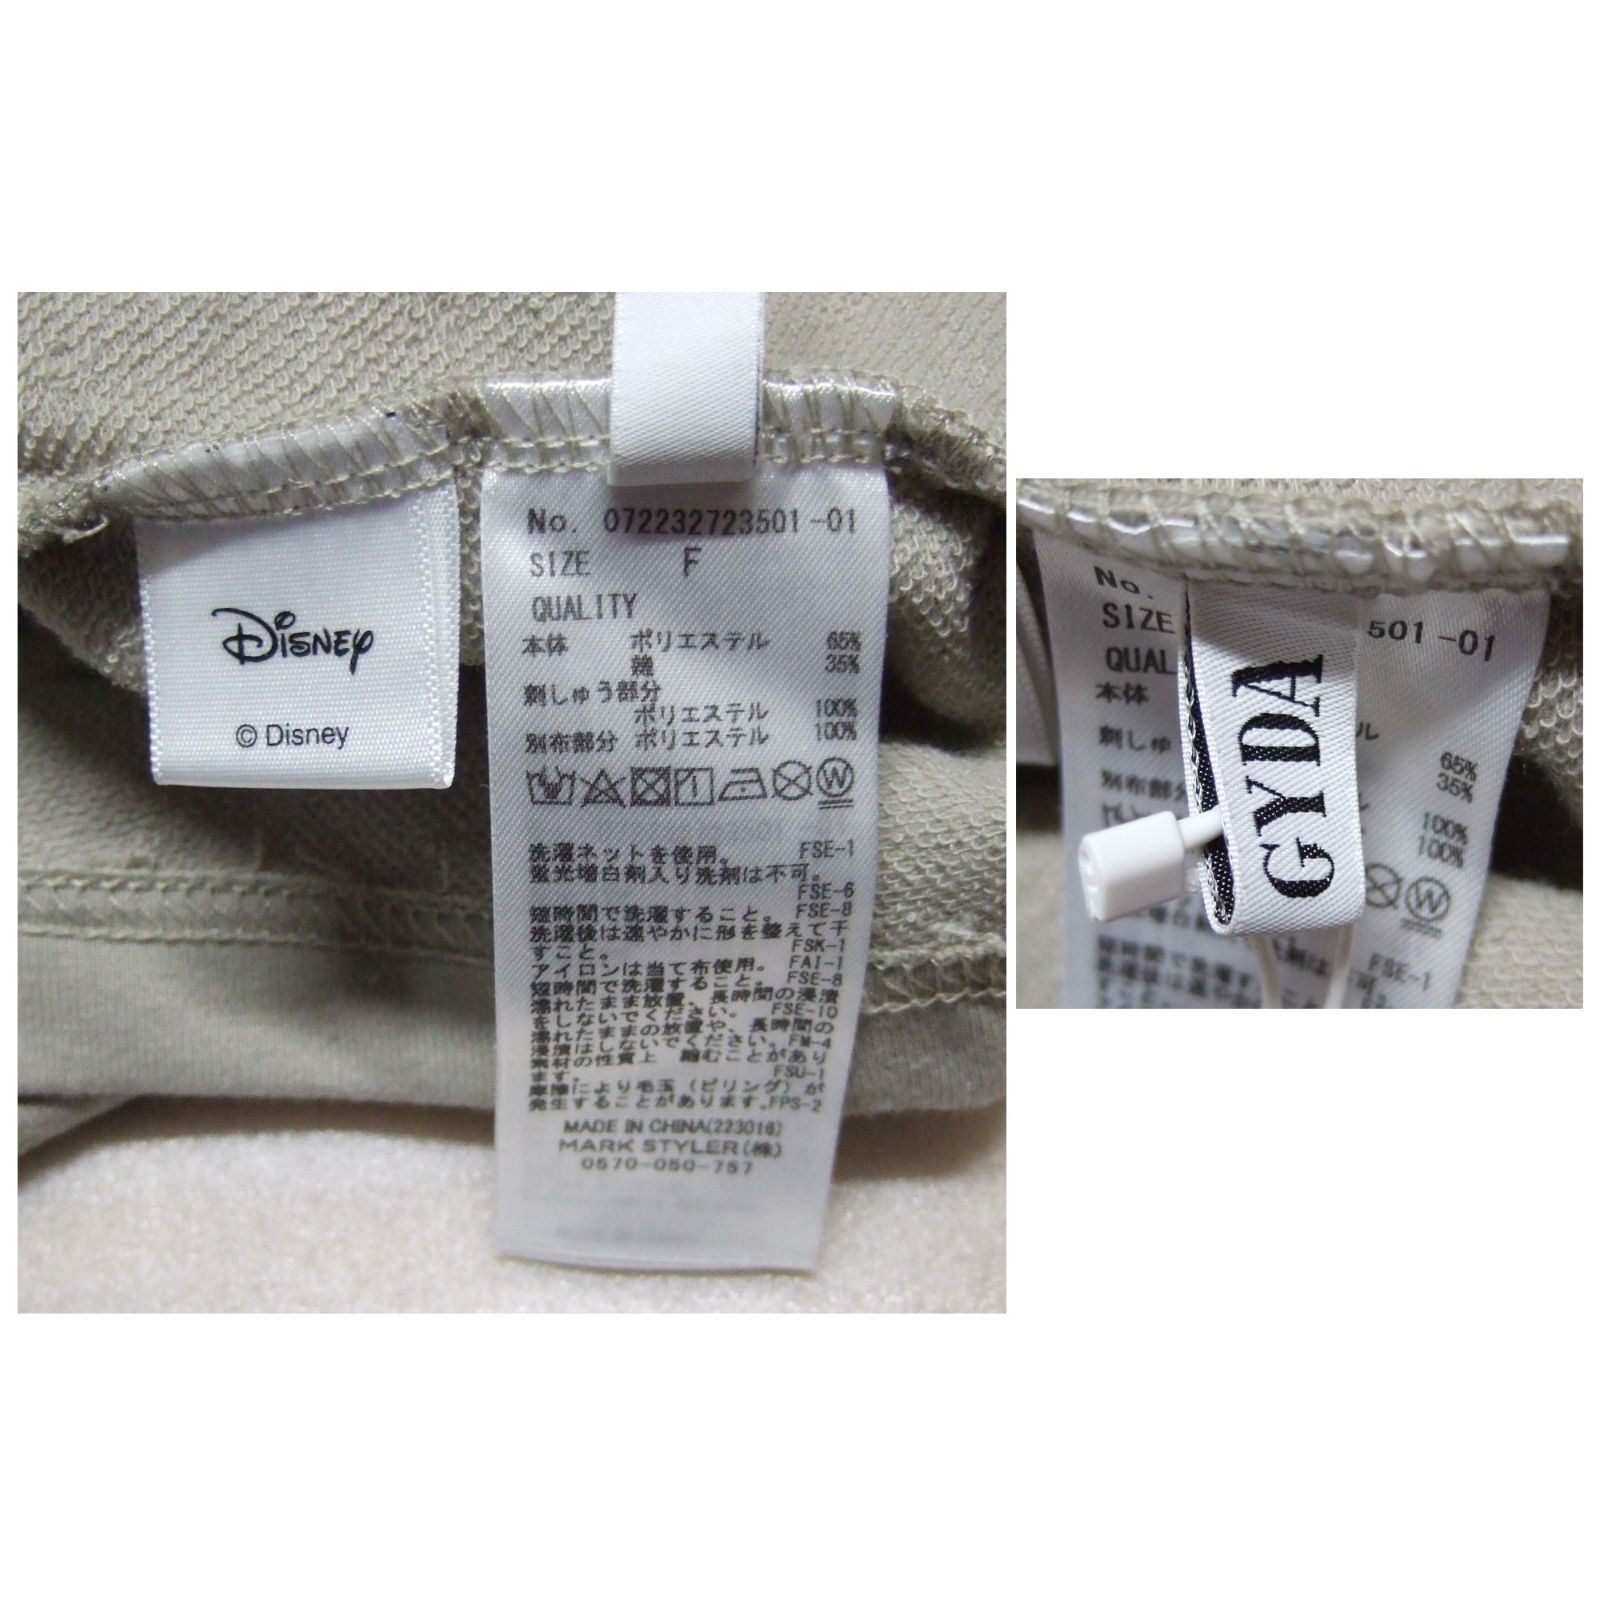 Disney
© Disney
No. 072232723501-01
SIZE F
QUALITY
本体 ポリエステル 65%
綿 35%
刺しゅう部分
ポリエステル 100%
別布部分 ポリエステル 100%
洗濯ネットを使用。 FSE-1
蛍光増白剤入り洗剤は不可。
FSE-6
短時間で洗濯すること。 FSE-8
洗濯後は速やかに形を整えて干
すこと。 FSK-1
アイロンは当て布使用。 FAI-1
短時間で洗濯すること。 FSE-8
濡れたまま放置、長時間の浸漬
をしないでください。 FSE-10
濡れたままの放置や、長時間の
浸漬はしないでください。FM-4
素材の性質上 縮むことがあり
ます。 FSU-1
摩擦により毛玉(ピリング)が
発生することがあります。FPS-2
MADE IN CHINA(223016)
MARK STYLER(株)
0570-050-757
No. 501-01
SIZE
QUAL
本体 ル 65%
35%
刺しゅ
100%
別布部分 100%
FSE-1
GYDA